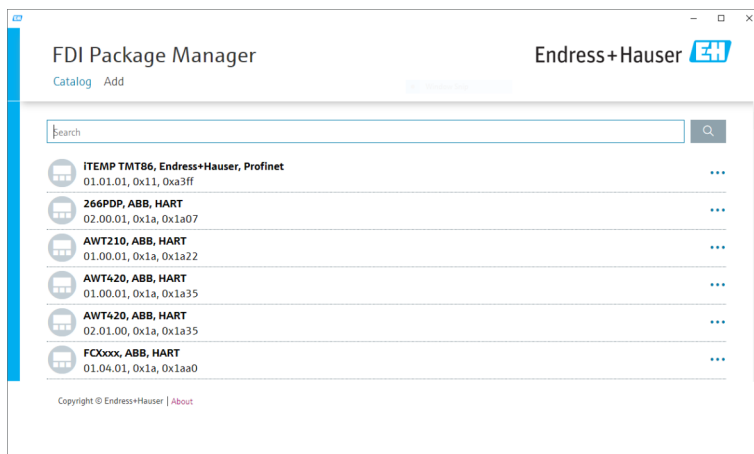 EH
FDI Package Manager
Endress+Hauser EH
Catalog Add
Search
iTEMP TMT86, Endress+Hauser, Profinet
01.01.01, 0x11, 0xa3ff
266PDP, ABB, HART
02.00.01, 0x1a, 0x1a07
AWT210, ABB, HART
01.00.01, 0x1a, 0x1a22
AWT420, ABB, HART
01.00.01, 0x1a, 0x1a35
AWT420, ABB, HART
02.01.00, 0x1a, 0x1a35
FCXxxx, ABB, HART
01.04.01, 0x1a, 0x1aa0
Copyright © Endress+Hauser | About